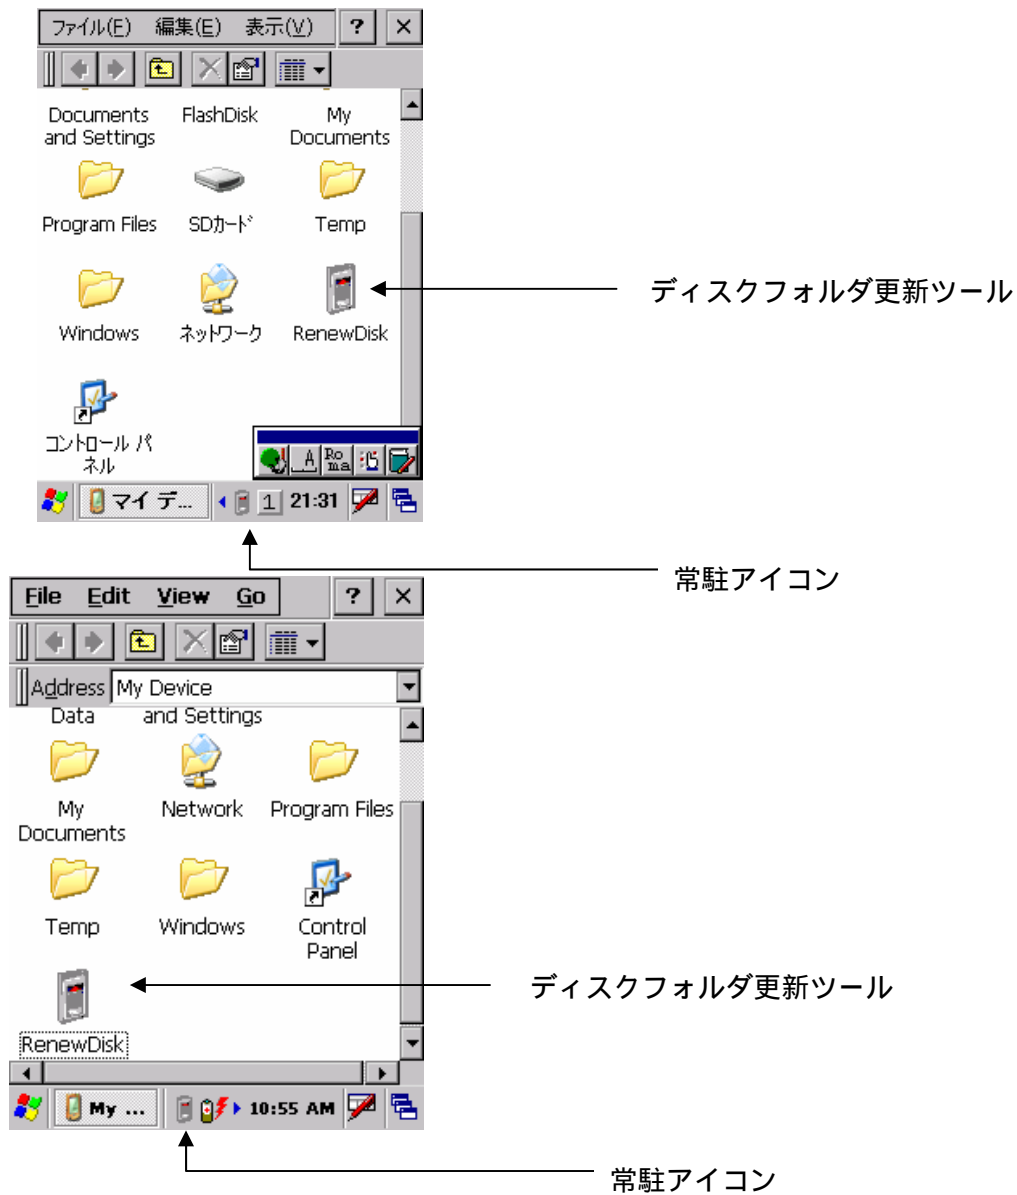 ファイル(F) 編集(E) 表示(V) ? ×
Documents and Settings
FlashDisk
My Documents
Program Files
SDカード
Temp
Windows
ネットワーク
RenewDisk
ディスクフォルダ更新ツール
コントロール パネル
A Ro ma
マイ デ... 1 21:31
常駐アイコン
File Edit View Go ? ×
Address My Device
Data
and Settings
My Documents
Network
Program Files
Temp
Windows
Control Panel
RenewDisk
ディスクフォルダ更新ツール
My ... 10:55 AM
常駐アイコン